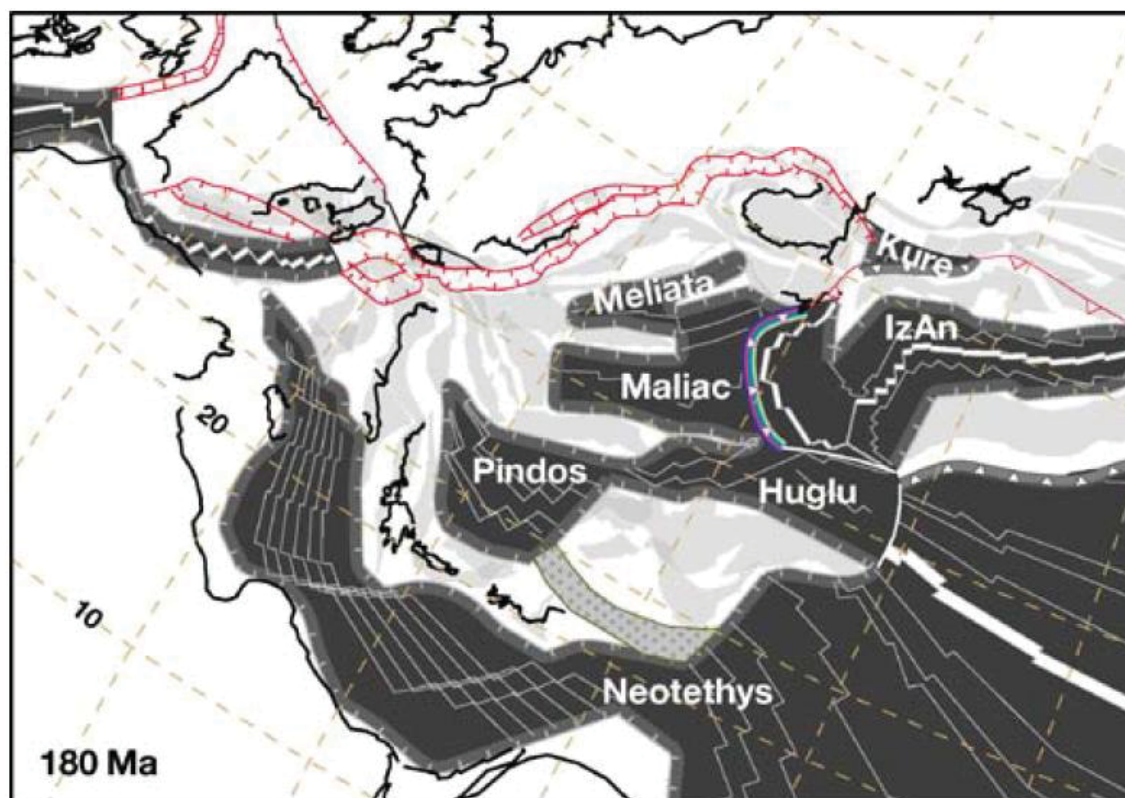 Kure
Meliata
IzAn
Maliac
20
Pindos
Huglu
10
Neotethys
180 Ma